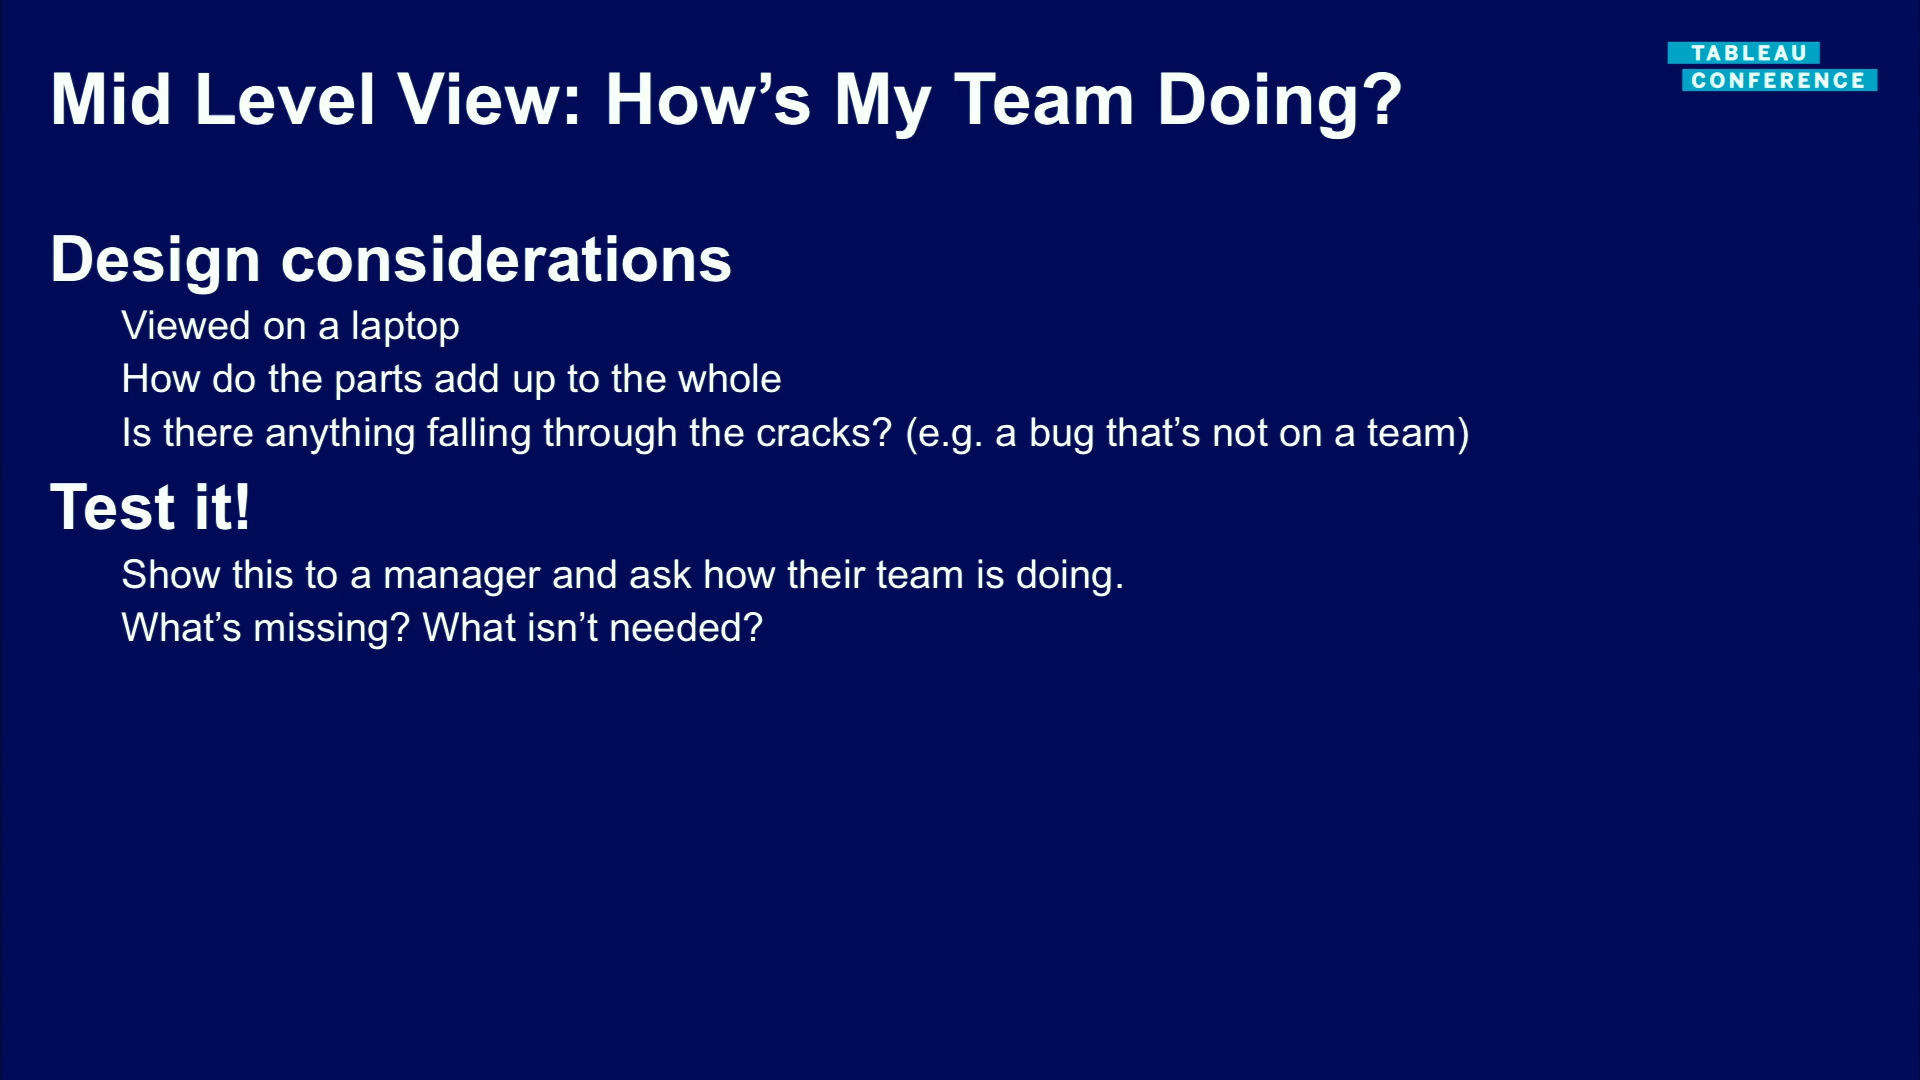 Mid Level View: How’s My Team Doing?
TABLEAU
CONFERENCE
Design considerations
Viewed on a laptop
How do the parts add up to the whole
Is there anything falling through the cracks? (e.g. a bug that’s not on a team)
Test it!
Show this to a manager and ask how their team is doing.
What’s missing? What isn’t needed?